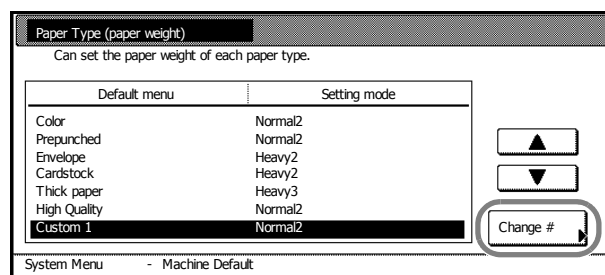 Paper Type (paper weight)
Can set the paper weight of each paper type.
Default menu Setting mode
Color Normal2
Prepunched Normal2
Envelope Heavy2
Cardstock Heavy2
Thick paper Heavy3
High Quality Normal2
Custom 1 Normal2
Change #
System Menu - Machine Default